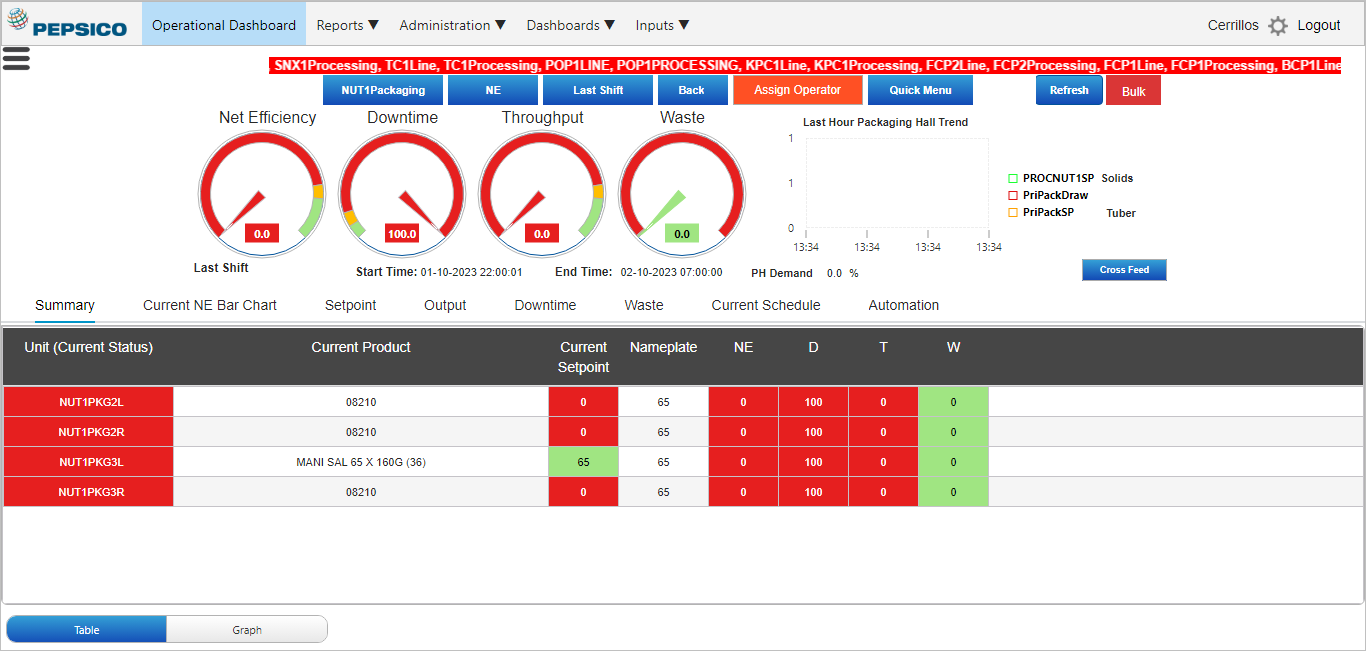 PEPSICO Operational Dashboard Reports ▼ Administration ▼ Dashboards ▼ Inputs ▼ Cerrillos Logout
SNX1Processing, TC1Line, TC1Processing, POP1LINE, POP1PROCESSING, KPC1Line, KPC1Processing, FCP2Line, FCP2Processing, FCP1Line, FCP1Processing, BCP1Line
NUT1Packaging NE Last Shift Back Assign Operator Quick Menu Refresh Bulk
Net Efficiency Downtime Throughput Waste
Last Hour Packaging Hall Trend
1
1
0
13:34 13:34 13:34 13:34
PROCNUT1SP Solids
PriPackDraw
PriPackSP Tuber
0.0 100.0 0.0 0.0
Last Shift Start Time: 01-10-2023 22:00:01 End Time: 02-10-2023 07:00:00 PH Demand 0.0 %
Cross Feed
Summary Current NE Bar Chart Setpoint Output Downtime Waste Current Schedule Automation
Unit (Current Status) Current Product Current Setpoint Nameplate NE D T W
NUT1PKG2L 08210 0 65 0 100 0 0
NUT1PKG2R 08210 0 65 0 100 0 0
NUT1PKG3L MANI SAL 65 X 160G (36) 65 65 0 100 0 0
NUT1PKG3R 08210 0 65 0 100 0 0
Table Graph